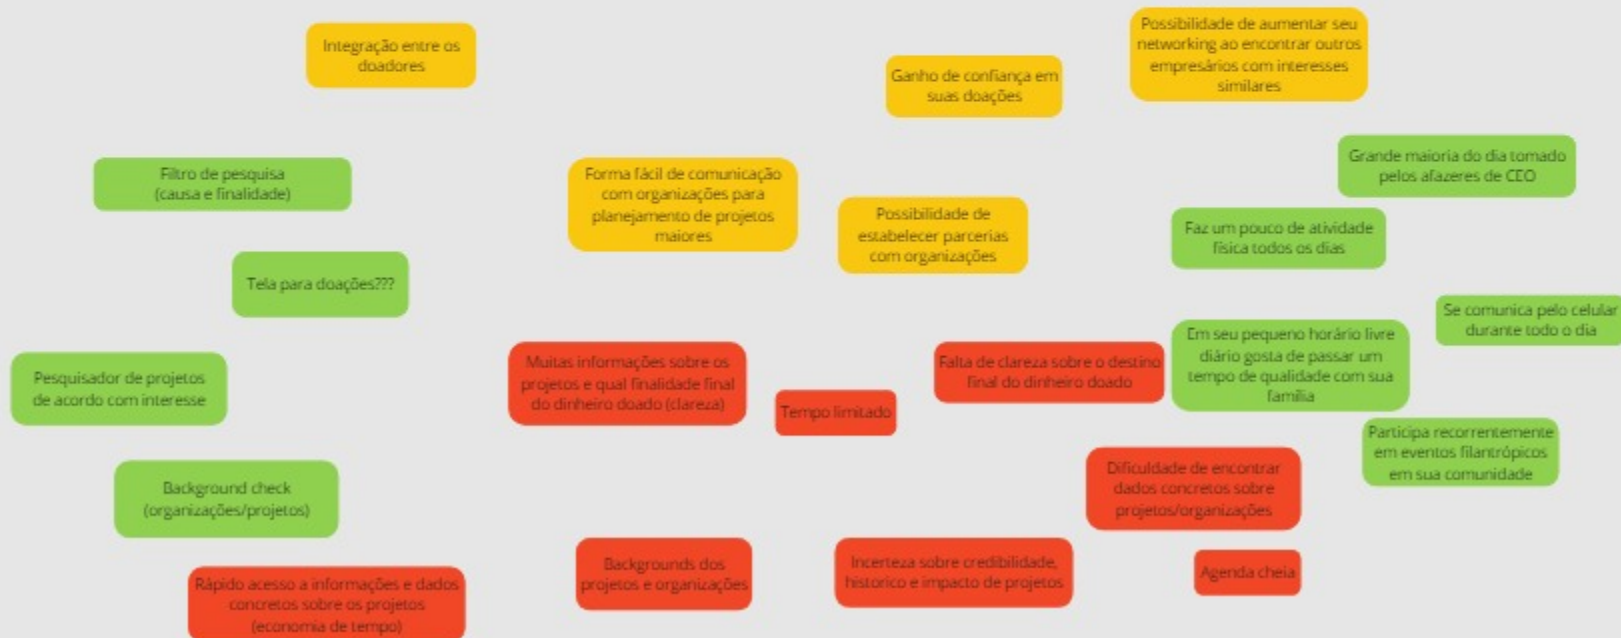 Integração entre os
doadores
Ganho de confiança em
suas doações
Possibilidade de aumentar seu
networking ao encontrar outros
empresários com interesses
similares
Filtro de pesquisa
(causa e finalidade)
Forma fácil de comunicação
com organizações para
planejamento de projetos
maiores
Possibilidade de
estabelecer parcerias
com organizações
Grande maioria do dia tomado
pelos afazeres de CEO
Faz um pouco de atividade
física todos os dias
Tela para doações???
Se comunica pelo celular
durante todo o dia
Em seu pequeno horário livre
diário gosta de passar um
tempo de qualidade com sua
família
Pesquisador de projetos
de acordo com interesse
Muitas informações sobre os
projetos e qual finalidade final
do dinheiro doado (clareza)
Tempo limitado
Falta de clareza sobre o destino
final do dinheiro doado
Participa recorrentemente
em eventos filantrópicos
em sua comunidade
Background check
(organizações/projetos)
Dificuldade de encontrar
dados concretos sobre
projetos/organizações
Rápido acesso a informações e dados
concretos sobre os projetos
(economia de tempo)
Backgrounds dos
projetos e organizações
Incerteza sobre credibilidade,
historico e impacto de projetos
Agenda cheia